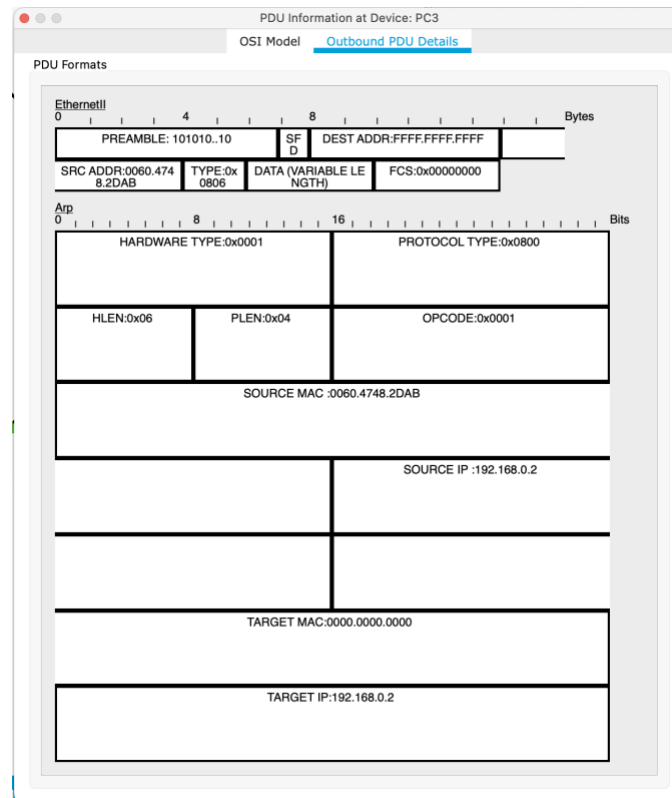 PDU Information at Device: PC3
OSI Model Outbound PDU Details
PDU Formats
EthernetII
0 4 8 Bytes
PREAMBLE: 101010..10 SF DEST ADDR:FFFF.FFFF.FFFF
D
SRC ADDR:0060.474 TYPE:0x DATA (VARIABLE LE FCS:0x00000000
8.2DAB 0806 NGTH)
Arp
0 8 16 Bits
HARDWARE TYPE:0x0001 PROTOCOL TYPE:0x0800
HLEN:0x06 PLEN:0x04 OPCODE:0x0001
SOURCE MAC :0060.4748.2DAB
SOURCE IP :192.168.0.2
TARGET MAC:0000.0000.0000
TARGET IP:192.168.0.2